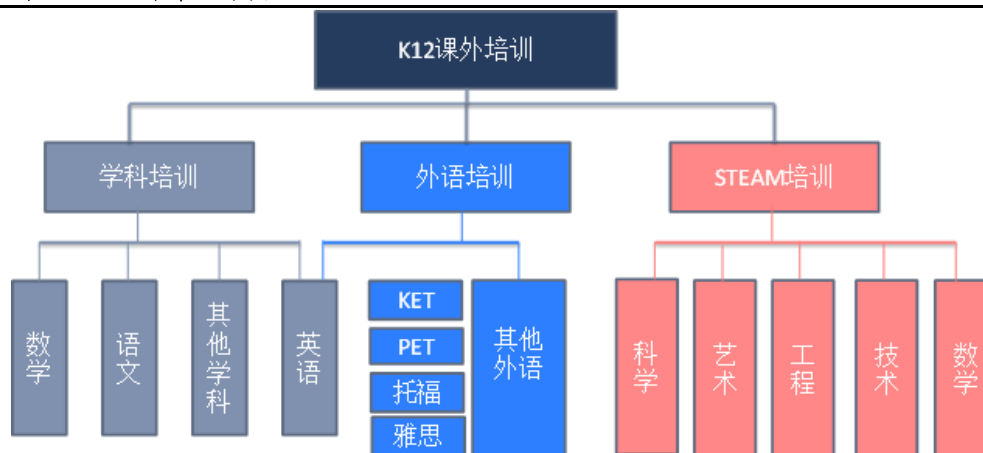 K12课外培训
学科培训
外语培训
STEAM培训
数学
语文
其他学科
英语
KET
PET
托福
雅思
其他
外语
科学
艺术
工程
技术
数学